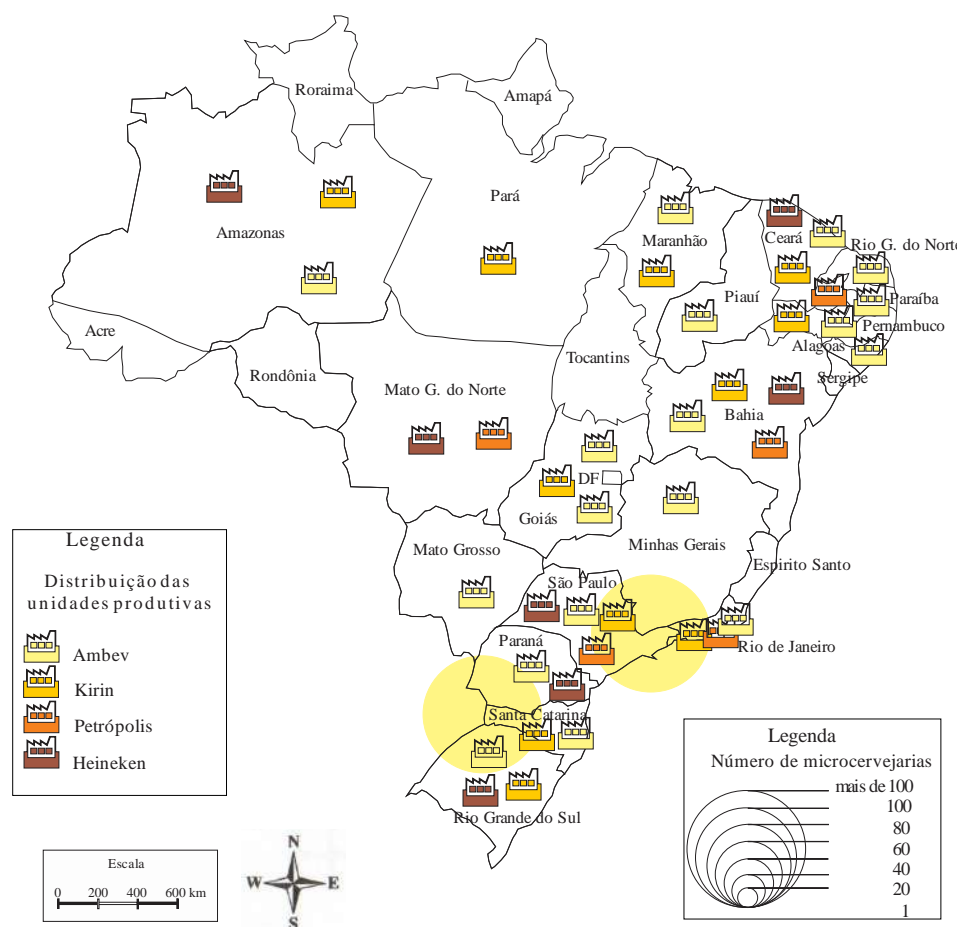 Roraima
Amapá
Pará
Amazonas
Maranhão
Ceará
Rio G. do Norte
Piauí
Paraíba
Pernambuco
Acre
Alagoas
Tocantins
Rondônia
Sergipe
Mato G. do Norte
Bahia
DF
Goiás
Minhas Gerais
Mato Grosso
Espirito Santo
São Paulo
Paraná
Rio de Janeiro
Santa Catarina
Rio Grande do Sul
Legenda
Distribuição das
unidades produtivas
Ambev
Kirin
Petrópolis
Heineken
Legenda
Número de microcervejarias
mais de 100
100
80
60
40
20
1
Escala
0 200 400 600 km
N
W E
S